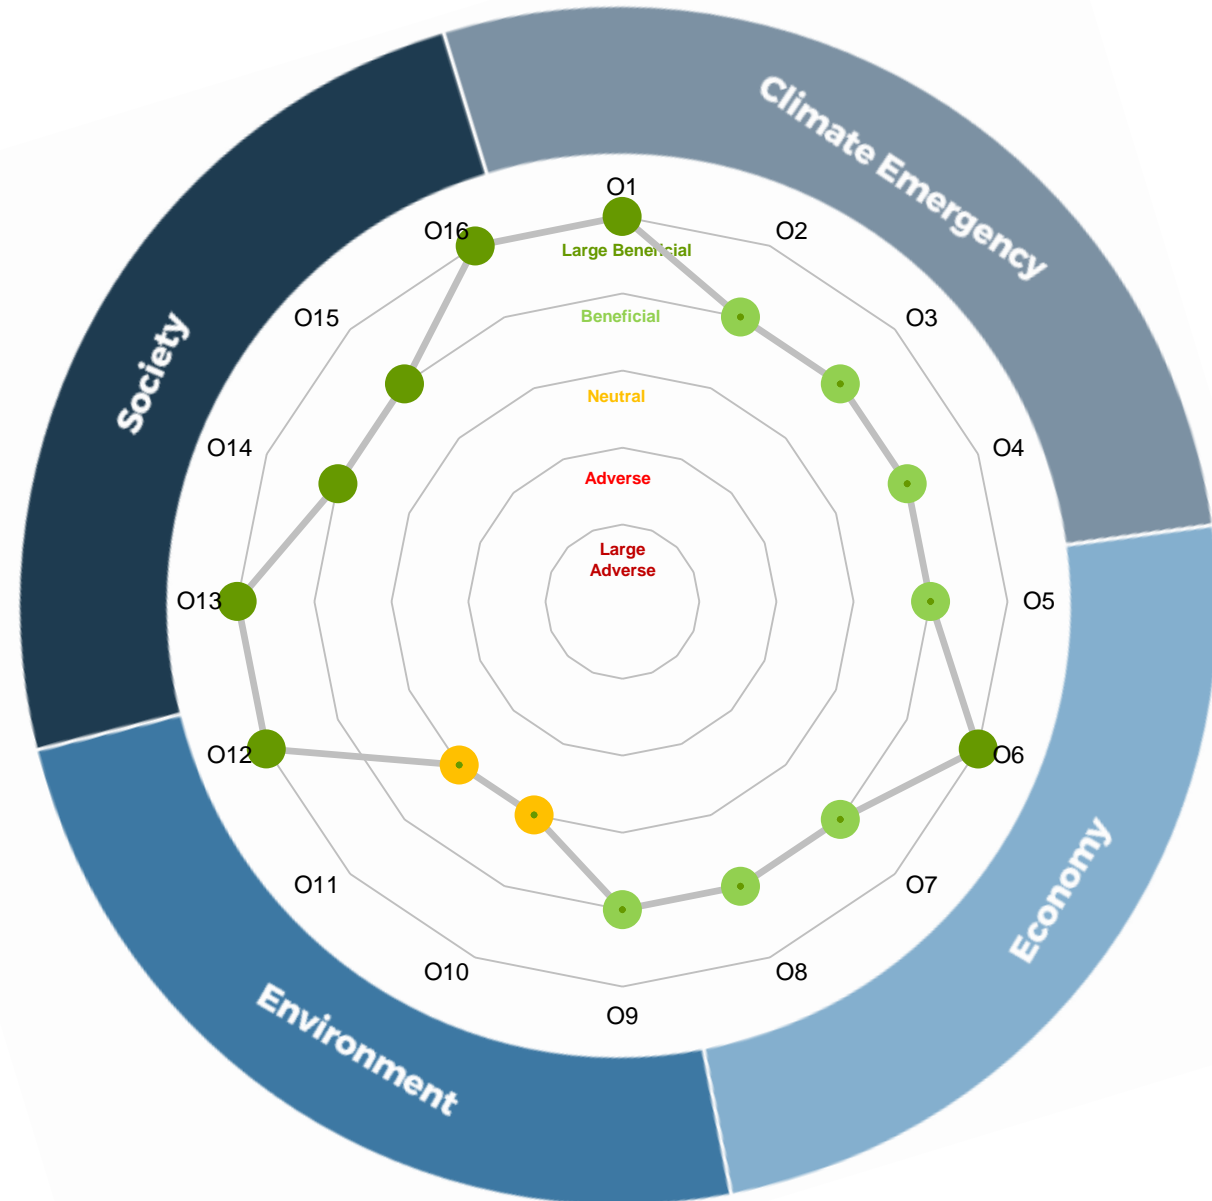 Climate Emergency
Society
Economy
Environment
O1
O2
O3
O4
O5
O6
O7
O8
O9
O10
O11
O12
O13
O14
O15
O16
Large Beneficial
Beneficial
Neutral
Adverse
Large
Adverse